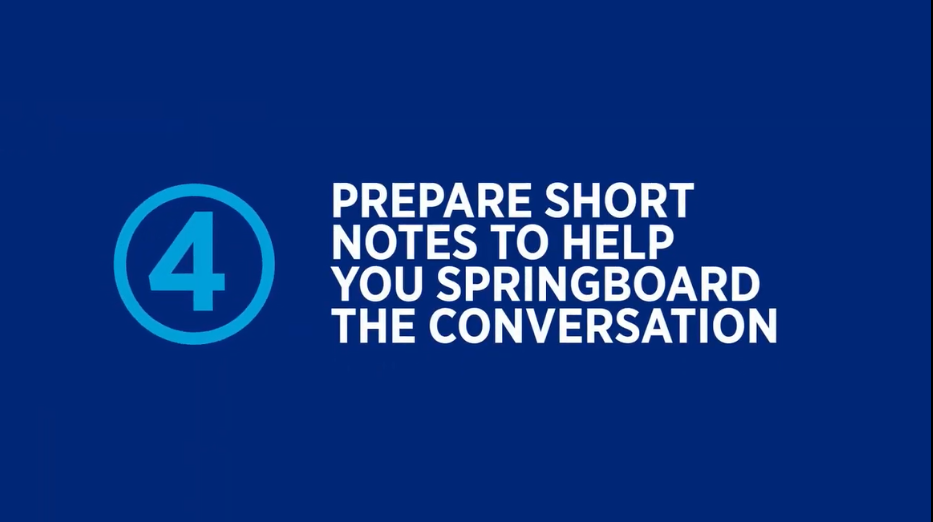 4
PREPARE SHORT
NOTES TO HELP
YOU SPRINGBOARD
THE CONVERSATION